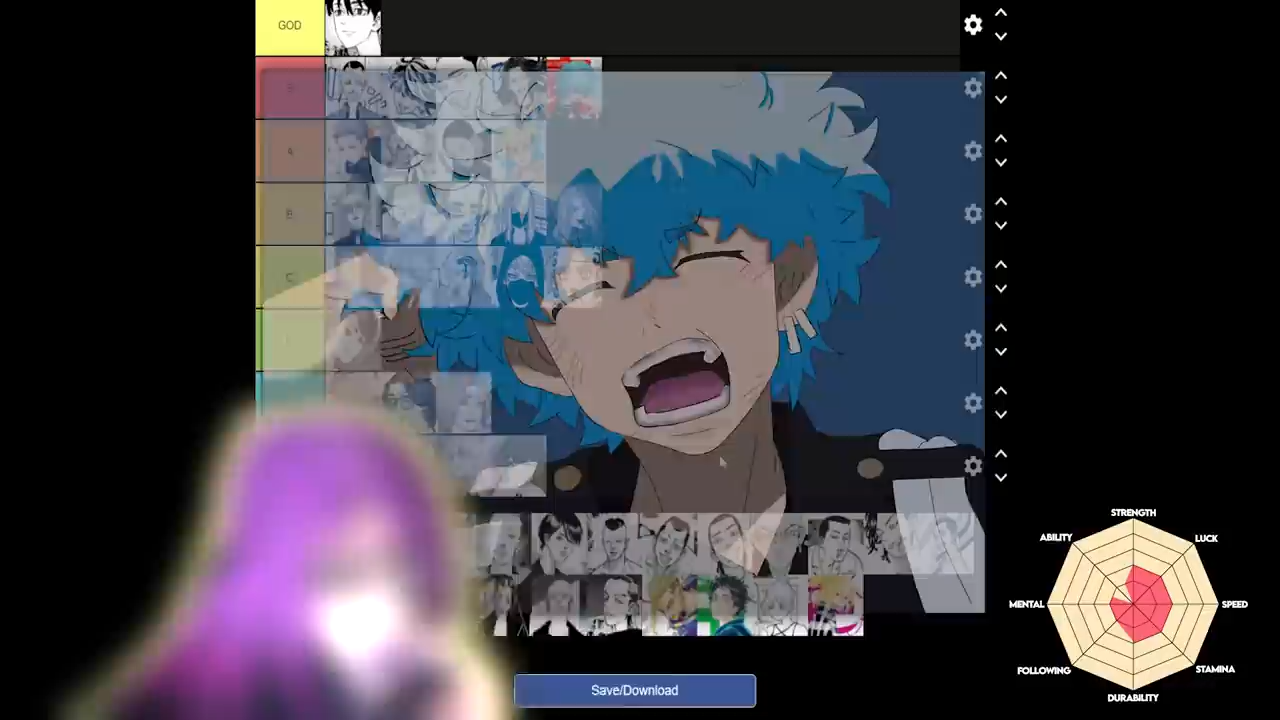 GOD
A
B
C
STRENGTH
ABILITY
LUCK
MENTAL
SPEED
FOLLOWING
STAMINA
DURABILITY
Save/Download